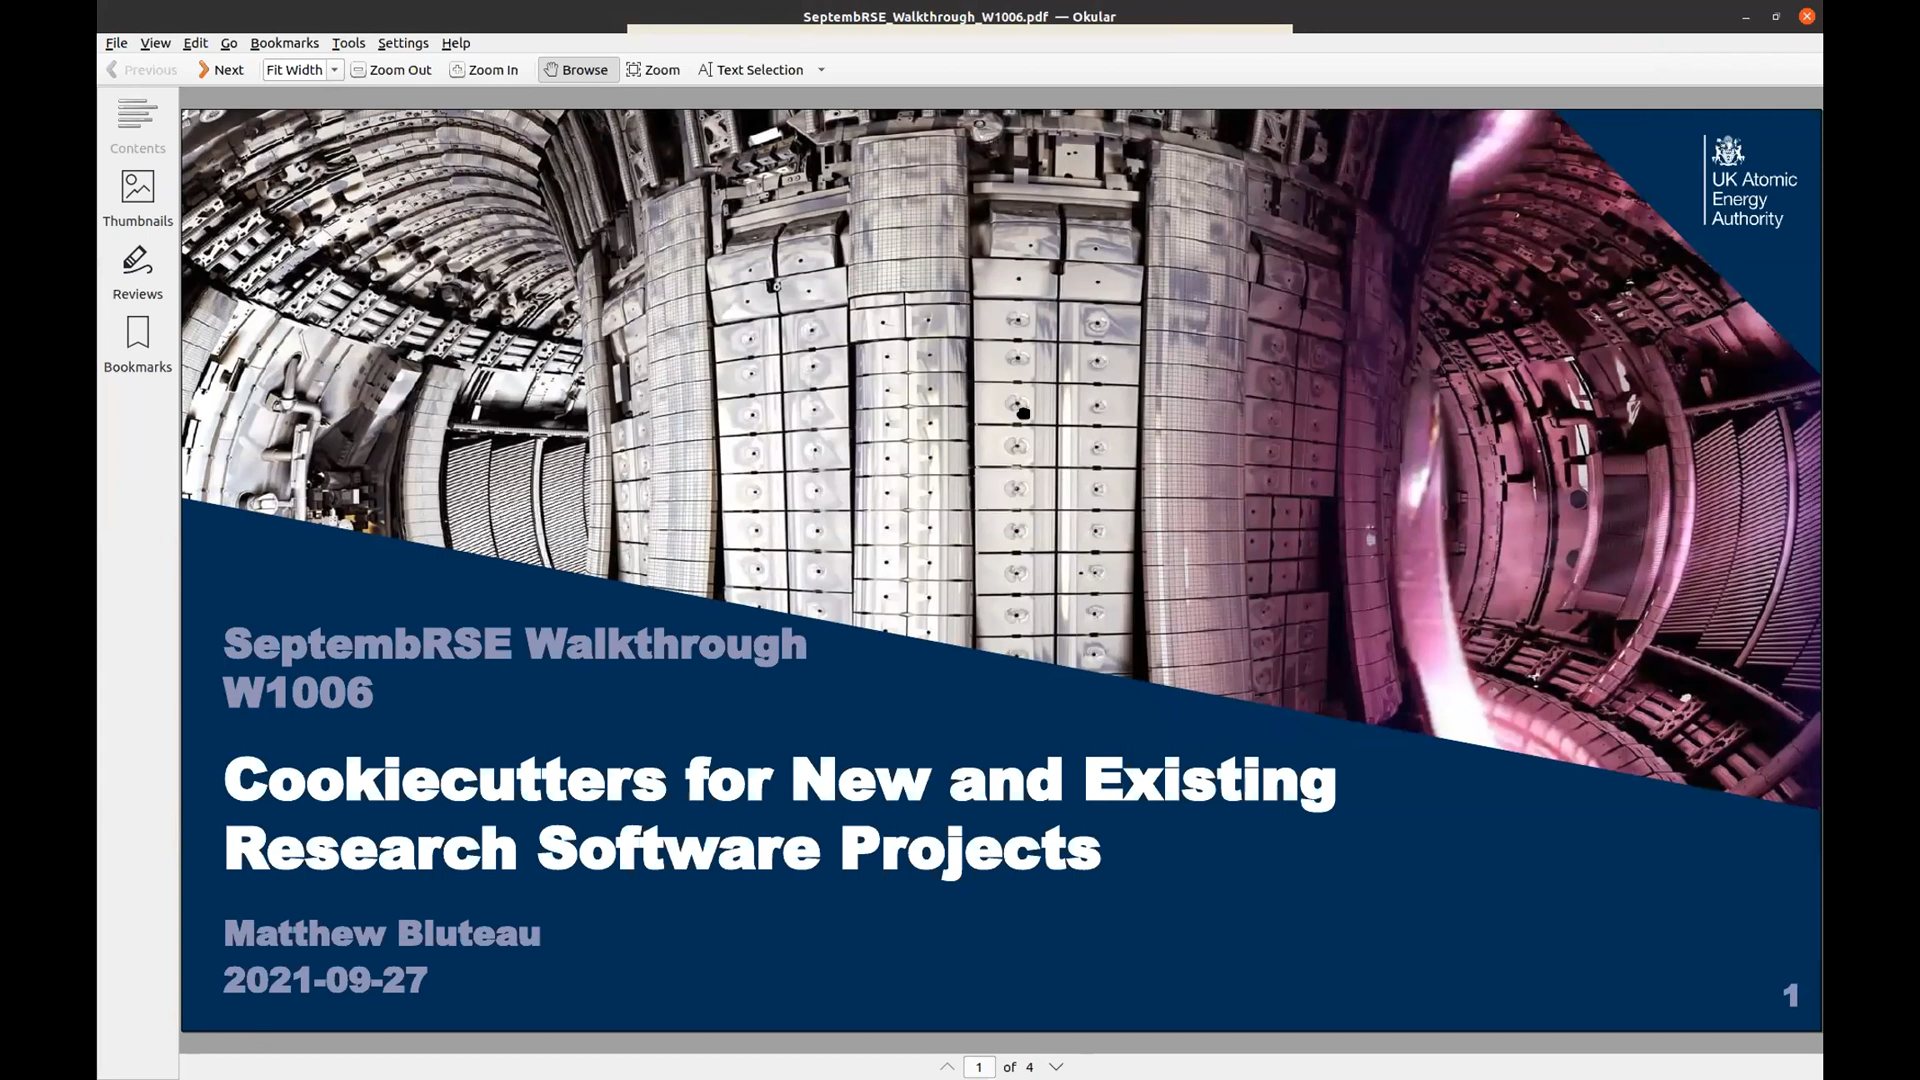 SeptembRSE_Walkthrough_W1006.pdf — Okular
File View Edit Go Bookmarks Tools Settings Help
Previous Next Fit Width Zoom Out Zoom In Browse Zoom Text Selection
Contents
Thumbnails
Reviews
Bookmarks
UK Atomic
Energy
Authority
SeptembRSE Walkthrough
W1006
Cookiecutters for New and Existing
Research Software Projects
Matthew Bluteau
2021-09-27
1
1 of 4